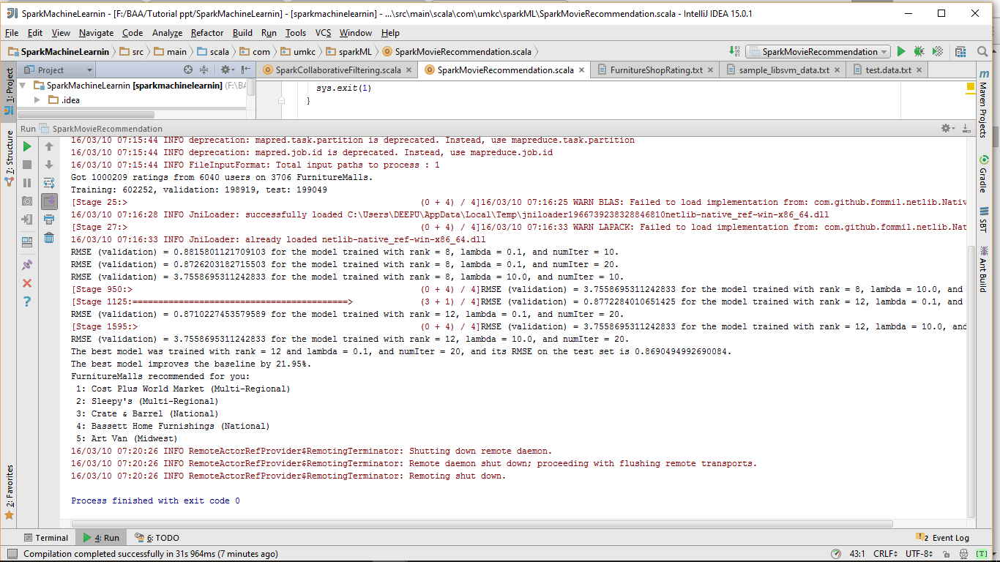 SparkMachineLearnin - [F:/BAA/Tutorial ppt/SparkMachineLearnin] - [sparkmachinelearnin] - ...\src\main\scala\com\umkc\sparkML\SparkMovieRecommendation.scala - IntelliJ IDEA 15.0.1
File Edit View Navigate Code Analyze Refactor Build Run Tools VCS Window Help
SparkMachineLearnin src main scala com umkc sparkML SparkMovieRecommendation.scala SparkMovieRecommendation
Project SparkCollaborativeFiltering.scala SparkMovieRecommendation.scala FurnitureShopRating.txt sample_libsvm_data.txt test.data.txt
SparkMachineLearnin [sparkmachinelearnin] (F:\BA
.idea
sys.exit(1)
}
Run SparkMovieRecommendation
16/03/10 07:15:44 INFO deprecation: mapred.task.partition is deprecated. Instead, use mapreduce.task.partition
16/03/10 07:15:44 INFO deprecation: mapred.job.id is deprecated. Instead, use mapreduce.job.id
16/03/10 07:15:44 INFO FileInputFormat: Total input paths to process : 1
Got 1000209 ratings from 6040 users on 3706 FurnitureMalls.
Training: 602252, validation: 198919, test: 199049
[Stage 25:> (0 + 4) / 4]16/03/10 07:16:25 WARN BLAS: Failed to load implementation from: com.github.fommil.netlib.Nativ
16/03/10 07:16:28 INFO JniLoader: successfully loaded C:\Users\DEEPU\AppData\Local\Temp\jniloader1966739238328846810netlib-native_ref-win-x86_64.dll
[Stage 27:> (0 + 4) / 4]16/03/10 07:16:33 WARN LAPACK: Failed to load implementation from: com.github.fommil.netlib.Nat
16/03/10 07:16:33 INFO JniLoader: already loaded netlib-native_ref-win-x86_64.dll
RMSE (validation) = 0.8815801121709103 for the model trained with rank = 8, lambda = 0.1, and numIter = 10.
RMSE (validation) = 0.8726203182715503 for the model trained with rank = 8, lambda = 0.1, and numIter = 20.
RMSE (validation) = 3.7558695311242833 for the model trained with rank = 8, lambda = 10.0, and numIter = 10.
[Stage 950:> (0 + 4) / 4]RMSE (validation) = 3.7558695311242833 for the model trained with rank = 8, lambda = 10.0, and
[Stage 1125:==========================================> (3 + 1) / 4]RMSE (validation) = 0.8772284010651425 for the model trained with rank = 12, lambda = 0.1, and
RMSE (validation) = 0.8710227453579589 for the model trained with rank = 12, lambda = 0.1, and numIter = 20.
[Stage 1595:> (0 + 4) / 4]RMSE (validation) = 3.7558695311242833 for the model trained with rank = 12, lambda = 10.0, and
RMSE (validation) = 3.7558695311242833 for the model trained with rank = 12, lambda = 10.0, and numIter = 20.
The best model was trained with rank = 12 and lambda = 0.1, and numIter = 20, and its RMSE on the test set is 0.8690494992690084.
The best model improves the baseline by 21.95%.
FurnitureMalls recommended for you:
1: Cost Plus World Market (Multi-Regional)
2: Sleepy's (Multi-Regional)
3: Crate & Barrel (National)
4: Bassett Home Furnishings (National)
5: Art Van (Midwest)
16/03/10 07:20:26 INFO RemoteActorRefProvider$RemotingTerminator: Shutting down remote daemon.
16/03/10 07:20:26 INFO RemoteActorRefProvider$RemotingTerminator: Remote daemon shut down; proceeding with flushing remote transports.
16/03/10 07:20:26 INFO RemoteActorRefProvider$RemotingTerminator: Remoting shut down.
Process finished with exit code 0
1: Project
7: Structure
2: Favorites
Maven Projects
Gradle
SBT
Ant Build
Terminal 4: Run 6: TODO 2 Event Log
Compilation completed successfully in 31s 964ms (7 minutes ago) 43:1 CRLF UTF-8 [T]